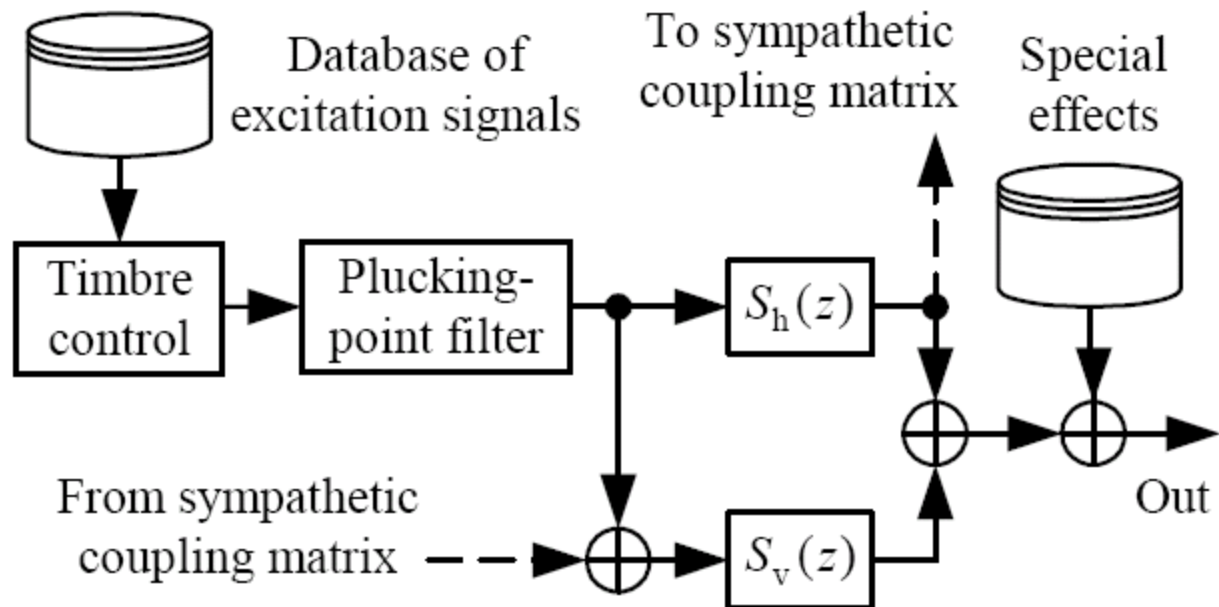 Database of
excitation signals
To sympathetic
coupling matrix
Special
effects
Timbre
control
Plucking-
point filter
S_h(z)
From sympathetic
coupling matrix
S_v(z)
Out